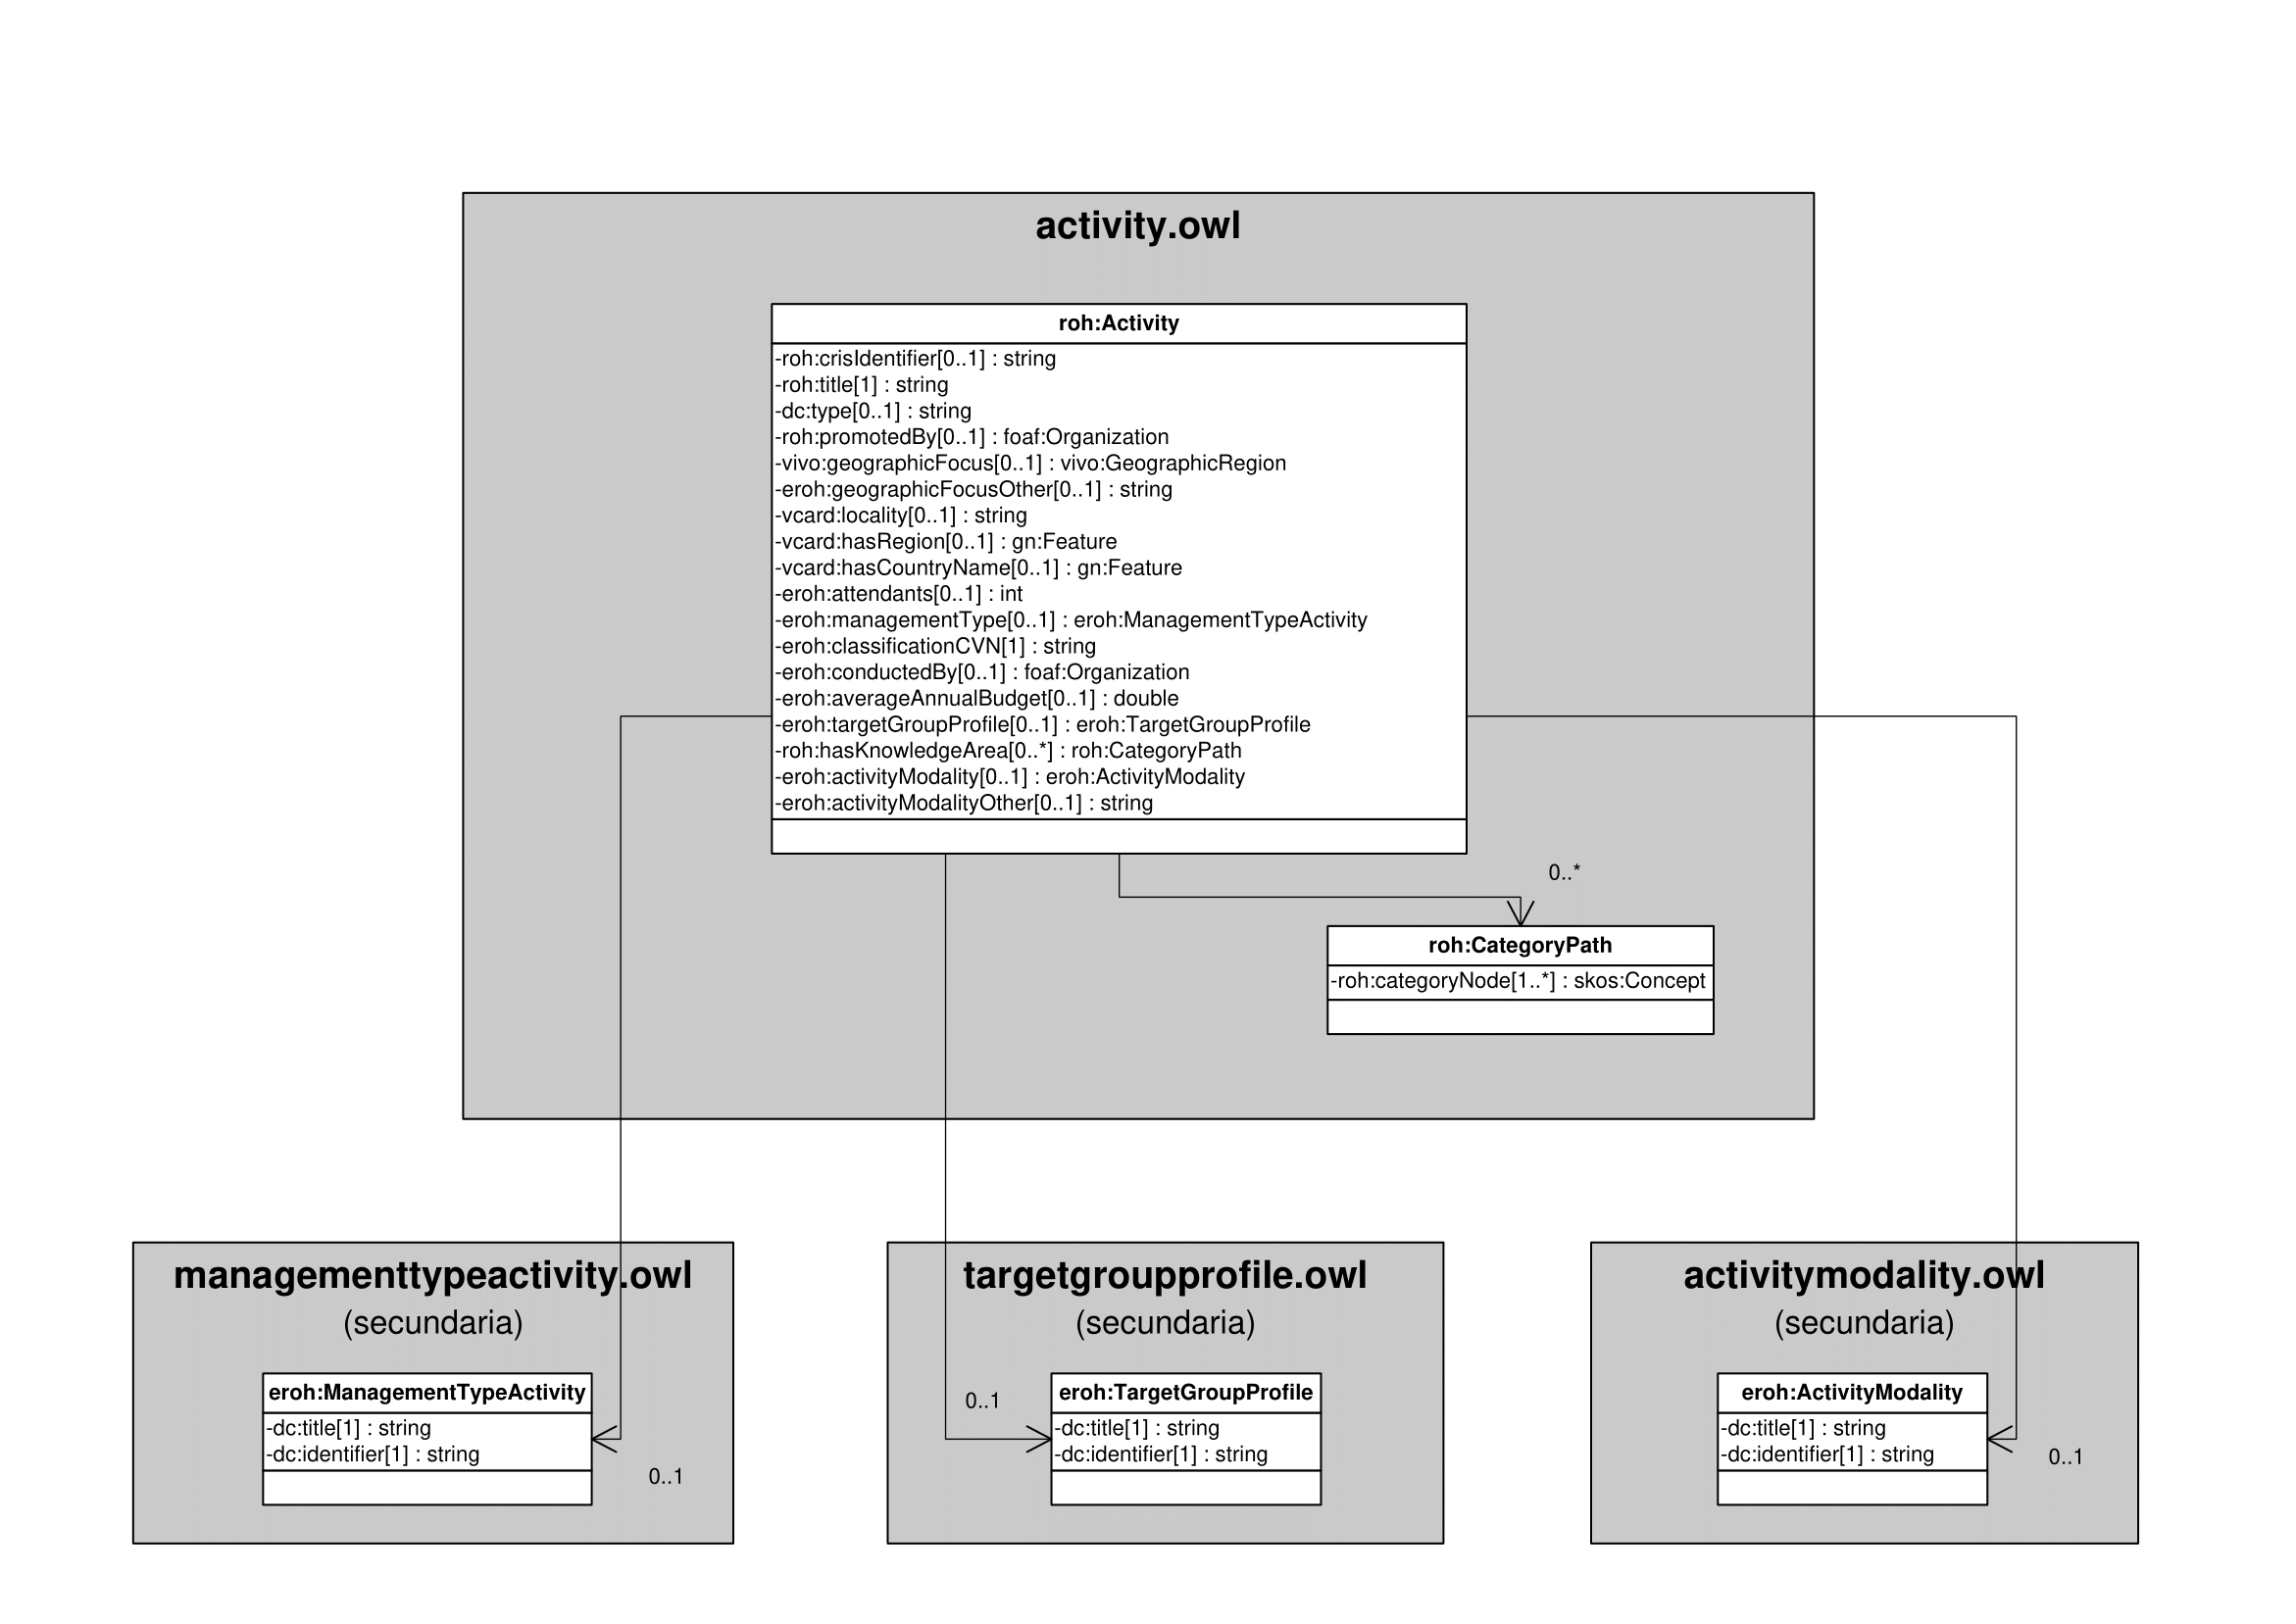 activity.owl
roh:Activity
-roh:crisIdentifier[0..1] : string
-roh:title[1] : string
-dc:type[0..1] : string
-roh:promotedBy[0..1] : foaf:Organization
-vivo:geographicFocus[0..1] : vivo:GeographicRegion
-eroh:geographicFocusOther[0..1] : string
-vcard:locality[0..1] : string
-vcard:hasRegion[0..1] : gn:Feature
-vcard:hasCountryName[0..1] : gn:Feature
-eroh:attendants[0..1] : int
-eroh:managementType[0..1] : eroh:ManagementTypeActivity
-eroh:classificationCVN[1] : string
-eroh:conductedBy[0..1] : foaf:Organization
-eroh:averageAnnualBudget[0..1] : double
-eroh:targetGroupProfile[0..1] : eroh:TargetGroupProfile
-roh:hasKnowledgeArea[0..*] : roh:CategoryPath
-eroh:activityModality[0..1] : eroh:ActivityModality
-eroh:activityModalityOther[0..1] : string
0..*
roh:CategoryPath
-roh:categoryNode[1..*] : skos:Concept
managementtypeactivity.owl
(secundaria)
eroh:ManagementTypeActivity
-dc:title[1] : string
-dc:identifier[1] : string
0..1
targetgroupprofile.owl
(secundaria)
0..1
eroh:TargetGroupProfile
-dc:title[1] : string
-dc:identifier[1] : string
activitymodality.owl
(secundaria)
eroh:ActivityModality
-dc:title[1] : string
-dc:identifier[1] : string
0..1